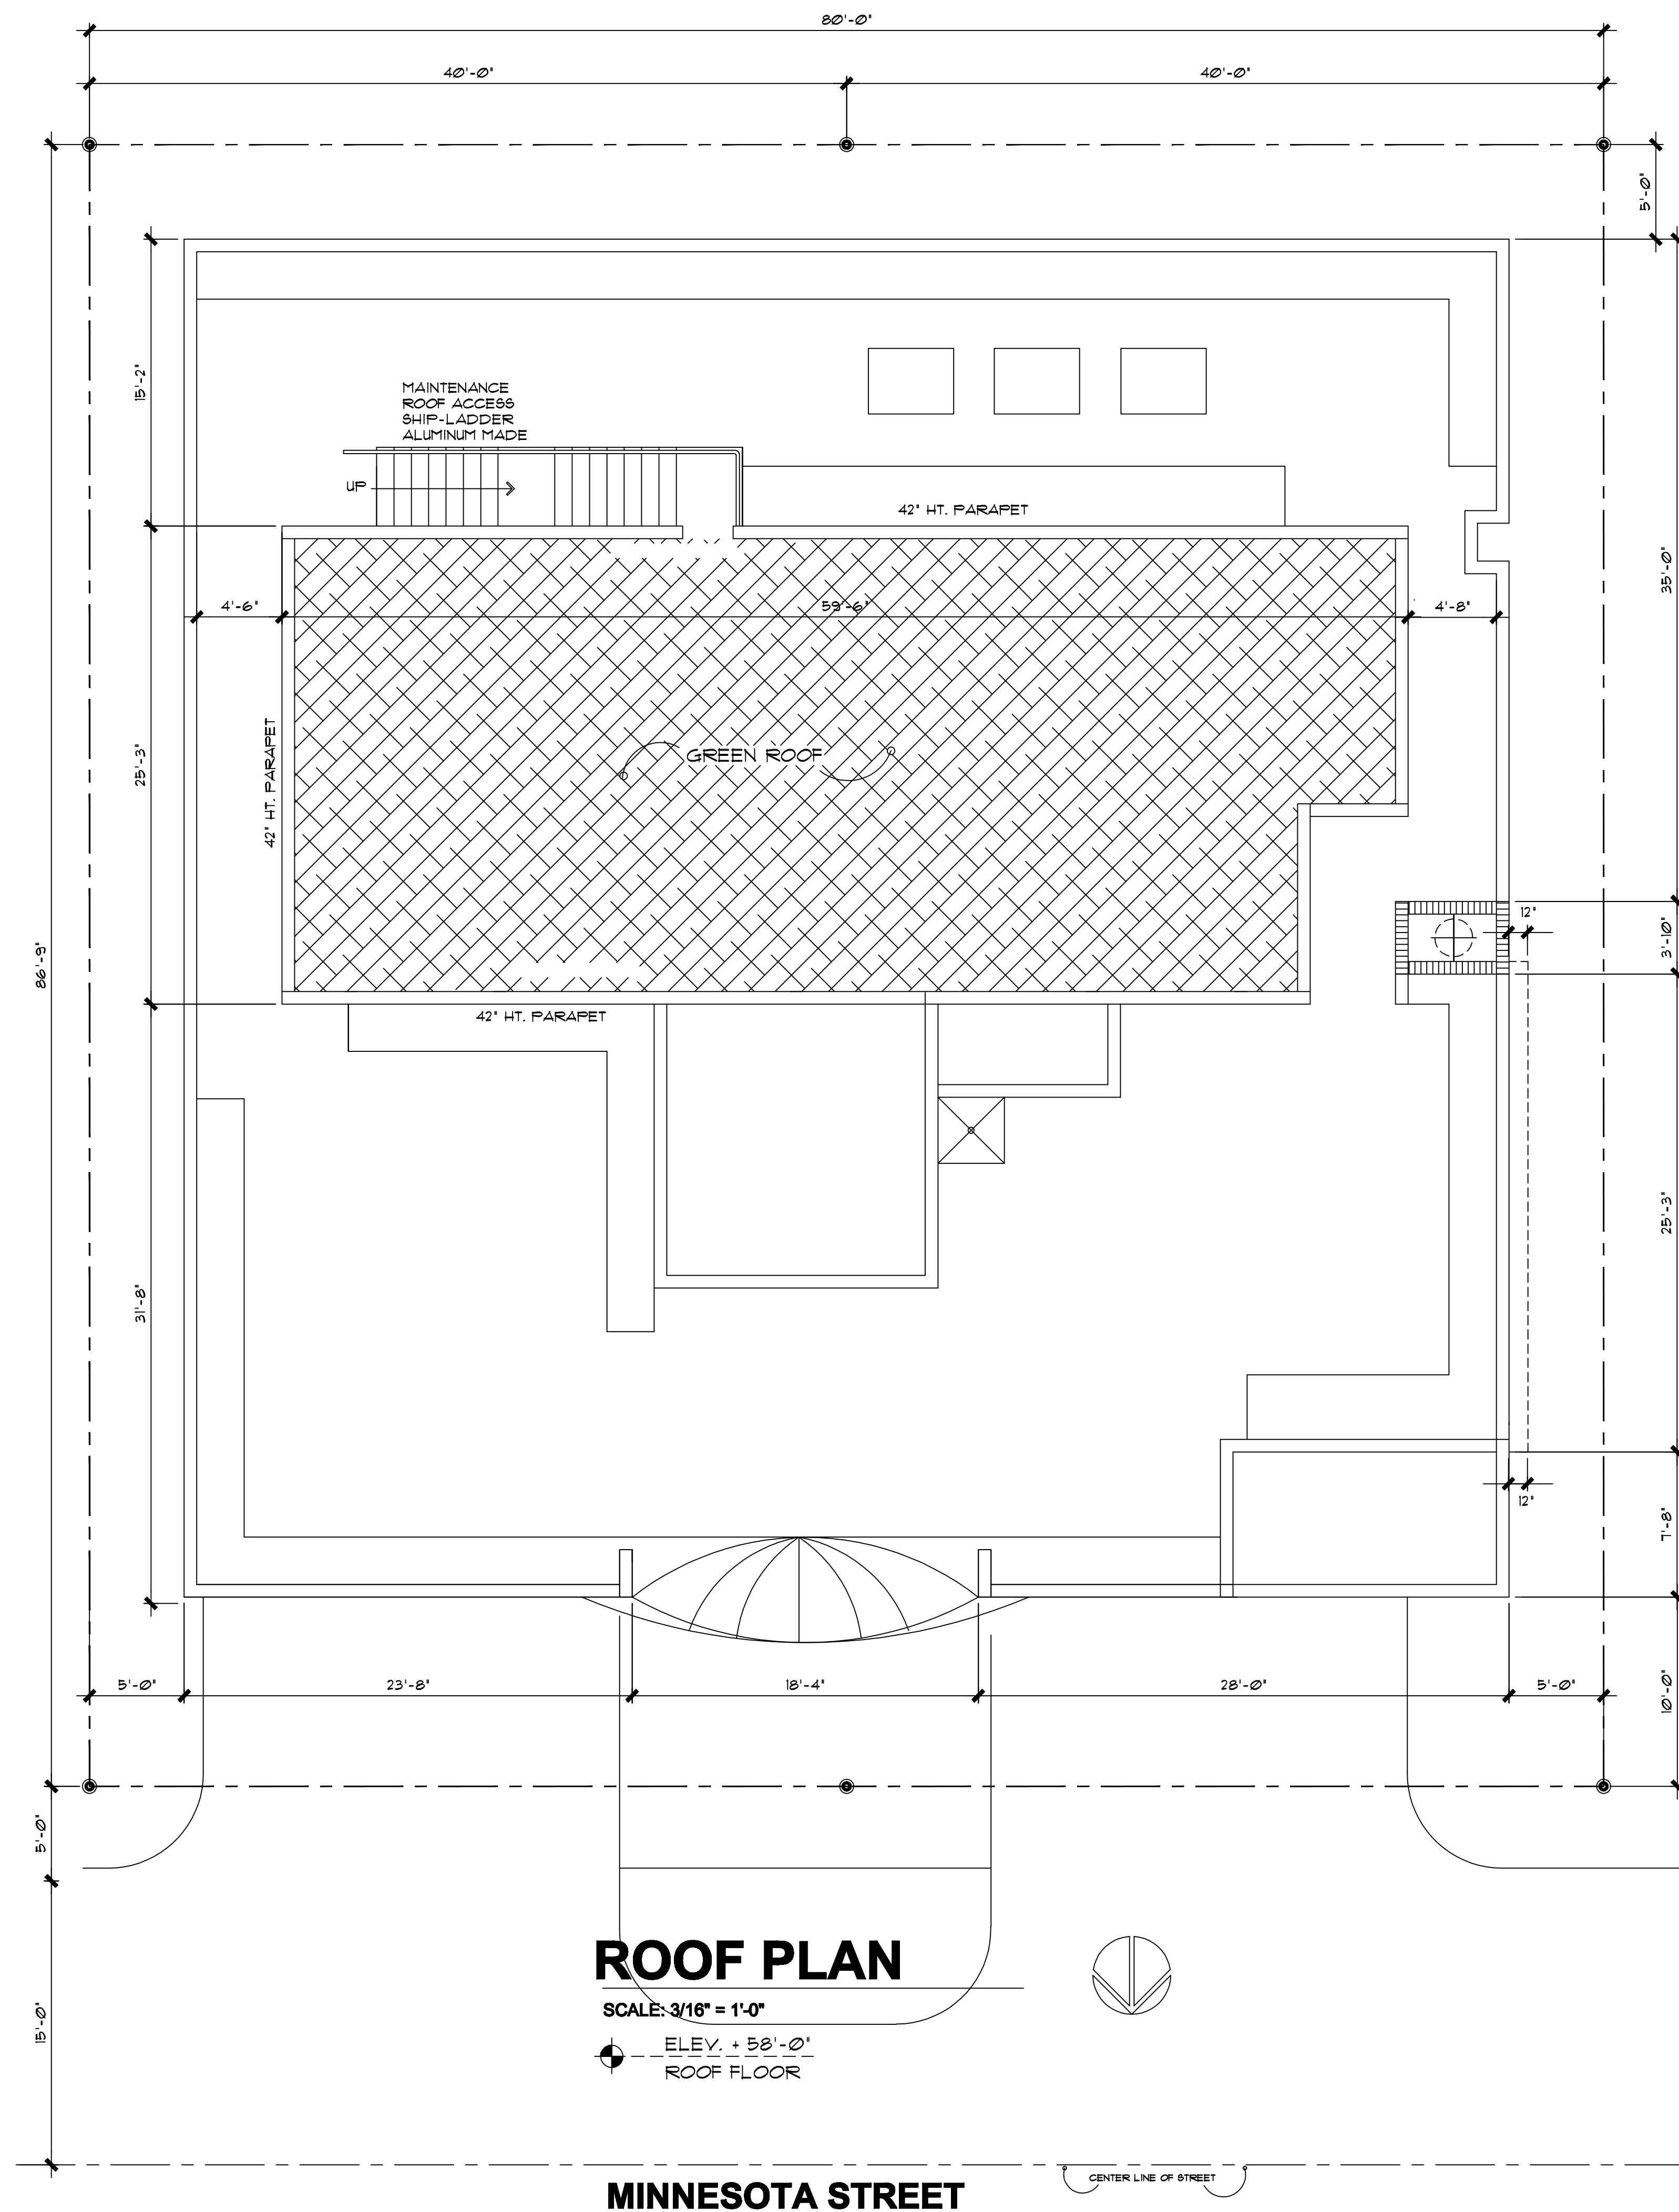 80'-0"
40'-0"
40'-0"
5'-0"
15'-2"
MAINTENANCE
ROOF ACCESS
SHIP-LADDER
ALUMINUM MADE
UP
42" HT. PARAPET
35'-0"
4'-6"
59'-6"
4'-8"
25'-3"
42" HT. PARAPET
GREEN ROOF
86'-9"
12"
3'-10"
42" HT. PARAPET
25'-3"
31'-8"
12"
7'-8"
5'-0"
23'-8"
18'-4"
28'-0"
5'-0"
10'-0"
5'-0"
ROOF PLAN
SCALE: 3/16" = 1'-0"
15'-0"
ELEV. + 58'-0"
ROOF FLOOR
CENTER LINE OF STREET
MINNESOTA STREET